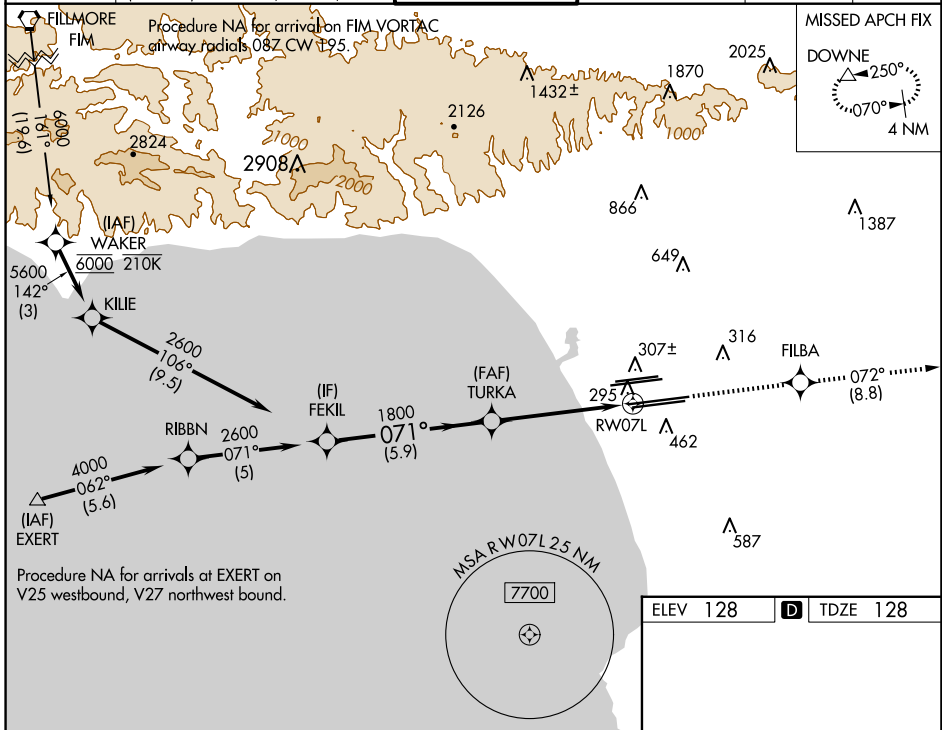 FILLMORE
FIM
Procedure NA for arrival on FIM VORTAC
airway radials 087 CW 195.
MISSED APCH FIX
DOWNE
250°
070°
4 NM
6000
161°
(19.6)
2824
1000
2908
2000
2126
1432±
1870
2025
1000
866
1387
649
(IAF)
WAKER
6000 210K
5600
142°
(3)
KILIE
2600
106°
(9.5)
316
307±
295
RW07L
462
FILBA
072°
(8.8)
(FAF)
TURKA
(IF)
FEKIL
1800
071°
(5.9)
RIBBN
2600
071°
(5)
4000
062°
(5.6)
(IAF)
EXERT
587
Procedure NA for arrivals at EXERT on
V25 westbound, V27 northwest bound.
MSA RW07L 25 NM
7700
ELEV 128 D TDZE 128